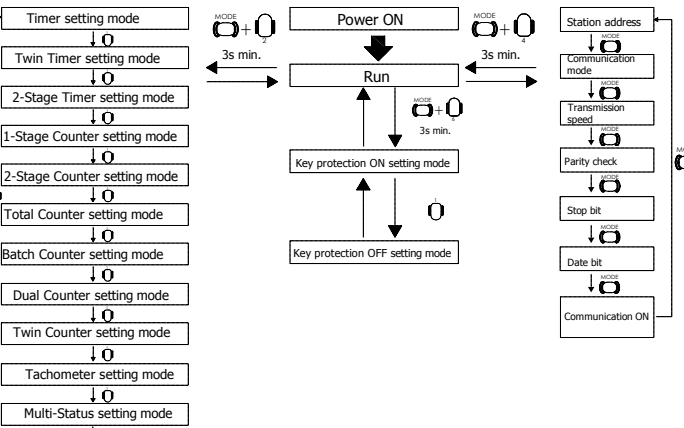 Timer setting mode
Twin Timer setting mode
2-Stage Timer setting mode
1-Stage Counter setting mode
2-Stage Counter setting mode
Total Counter setting mode
Batch Counter setting mode
Dual Counter setting mode
Twin Counter setting mode
Tachometer setting mode
Multi-Status setting mode
MODE
+
2
3s min.
Power ON
Run
MODE
+
4
3s min.
MODE
+
3s min.
Key protection ON setting mode
Key protection OFF setting mode
Station address
MODE
Communication
mode
MODE
Transmission
speed
MODE
Parity check
MODE
Stop bit
MODE
Date bit
MODE
Communication ON